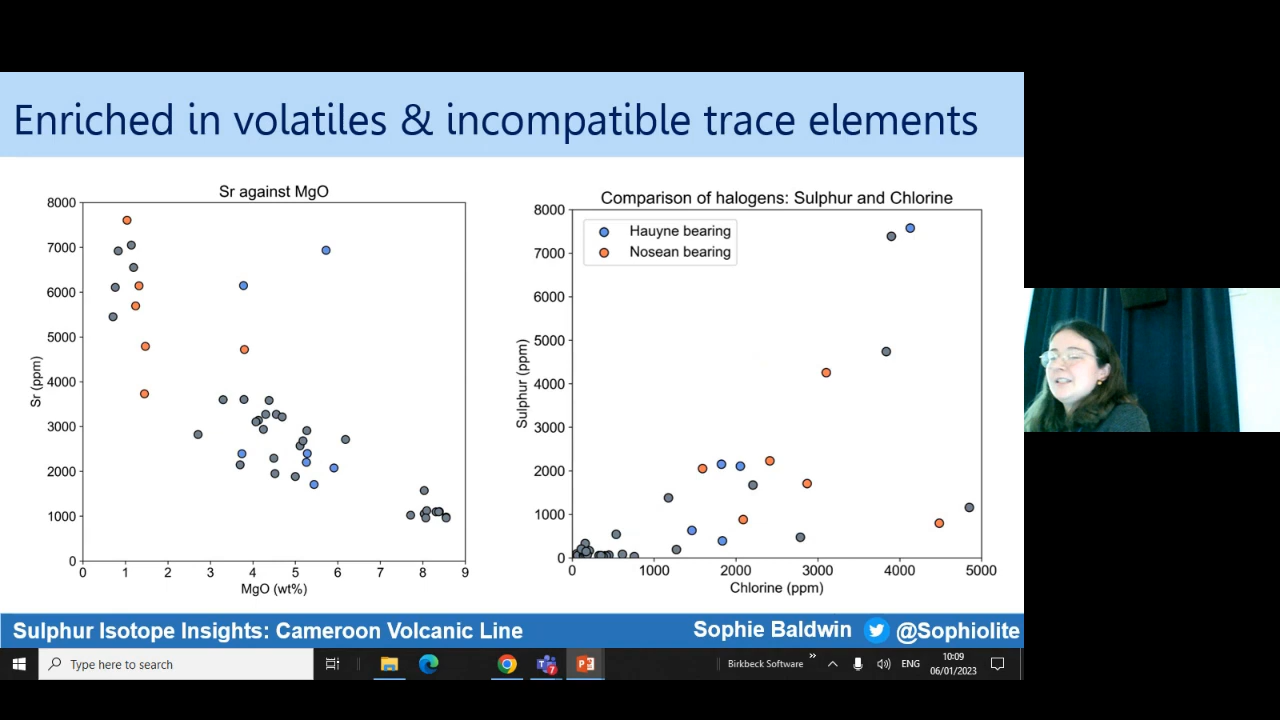 Enriched in volatiles & incompatible trace elements
Sr against MgO
8000
7000
6000
5000
4000
3000
2000
1000
0
Sr (ppm)
0 1 2 3 4 5 6 7 8 9
MgO (wt%)
Comparison of halogens: Sulphur and Chlorine
Hauyne bearing
Nosean bearing
8000
7000
6000
5000
4000
3000
2000
1000
0
Sulphur (ppm)
0 1000 2000 3000 4000 5000
Chlorine (ppm)
Sulphur Isotope Insights: Cameroon Volcanic Line
Sophie Baldwin @Sophiolite
Type here to search
7
Birkbeck Software
ENG
10:09
06/01/2023